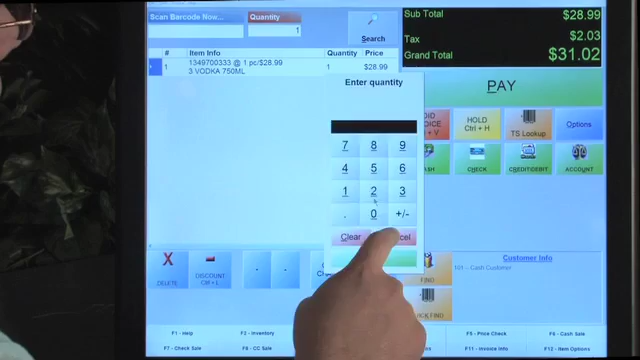 Scan Barcode Now...
Quantity
1
Search
Sub Total $28.99
Tax $2.03
Grand Total $31.02
# Item Info Quantity Price
1 1349700333 @ 1 pc/$28.99 1 $28.99
3 VODKA 750ML
Enter quantity
7 8 9
4 5 6
1 2 3
. 0 +/-
Clear
PAY
Ctrl + V
HOLD
Ctrl + H
TS Lookup
Options
CHECK
CREDIT/DEBIT
ACCOUNT
DELETE
DISCOUNT
Ctrl + L
- -
FIND
FIND
Customer Info
Cash Customer
F1 - Help
F2 - Inventory
F5 - Price Check
F6 - Cash Sale
F7 - Check Sale
F8 - CC Sale
F11 - Invoice Info
F12 - Item Options